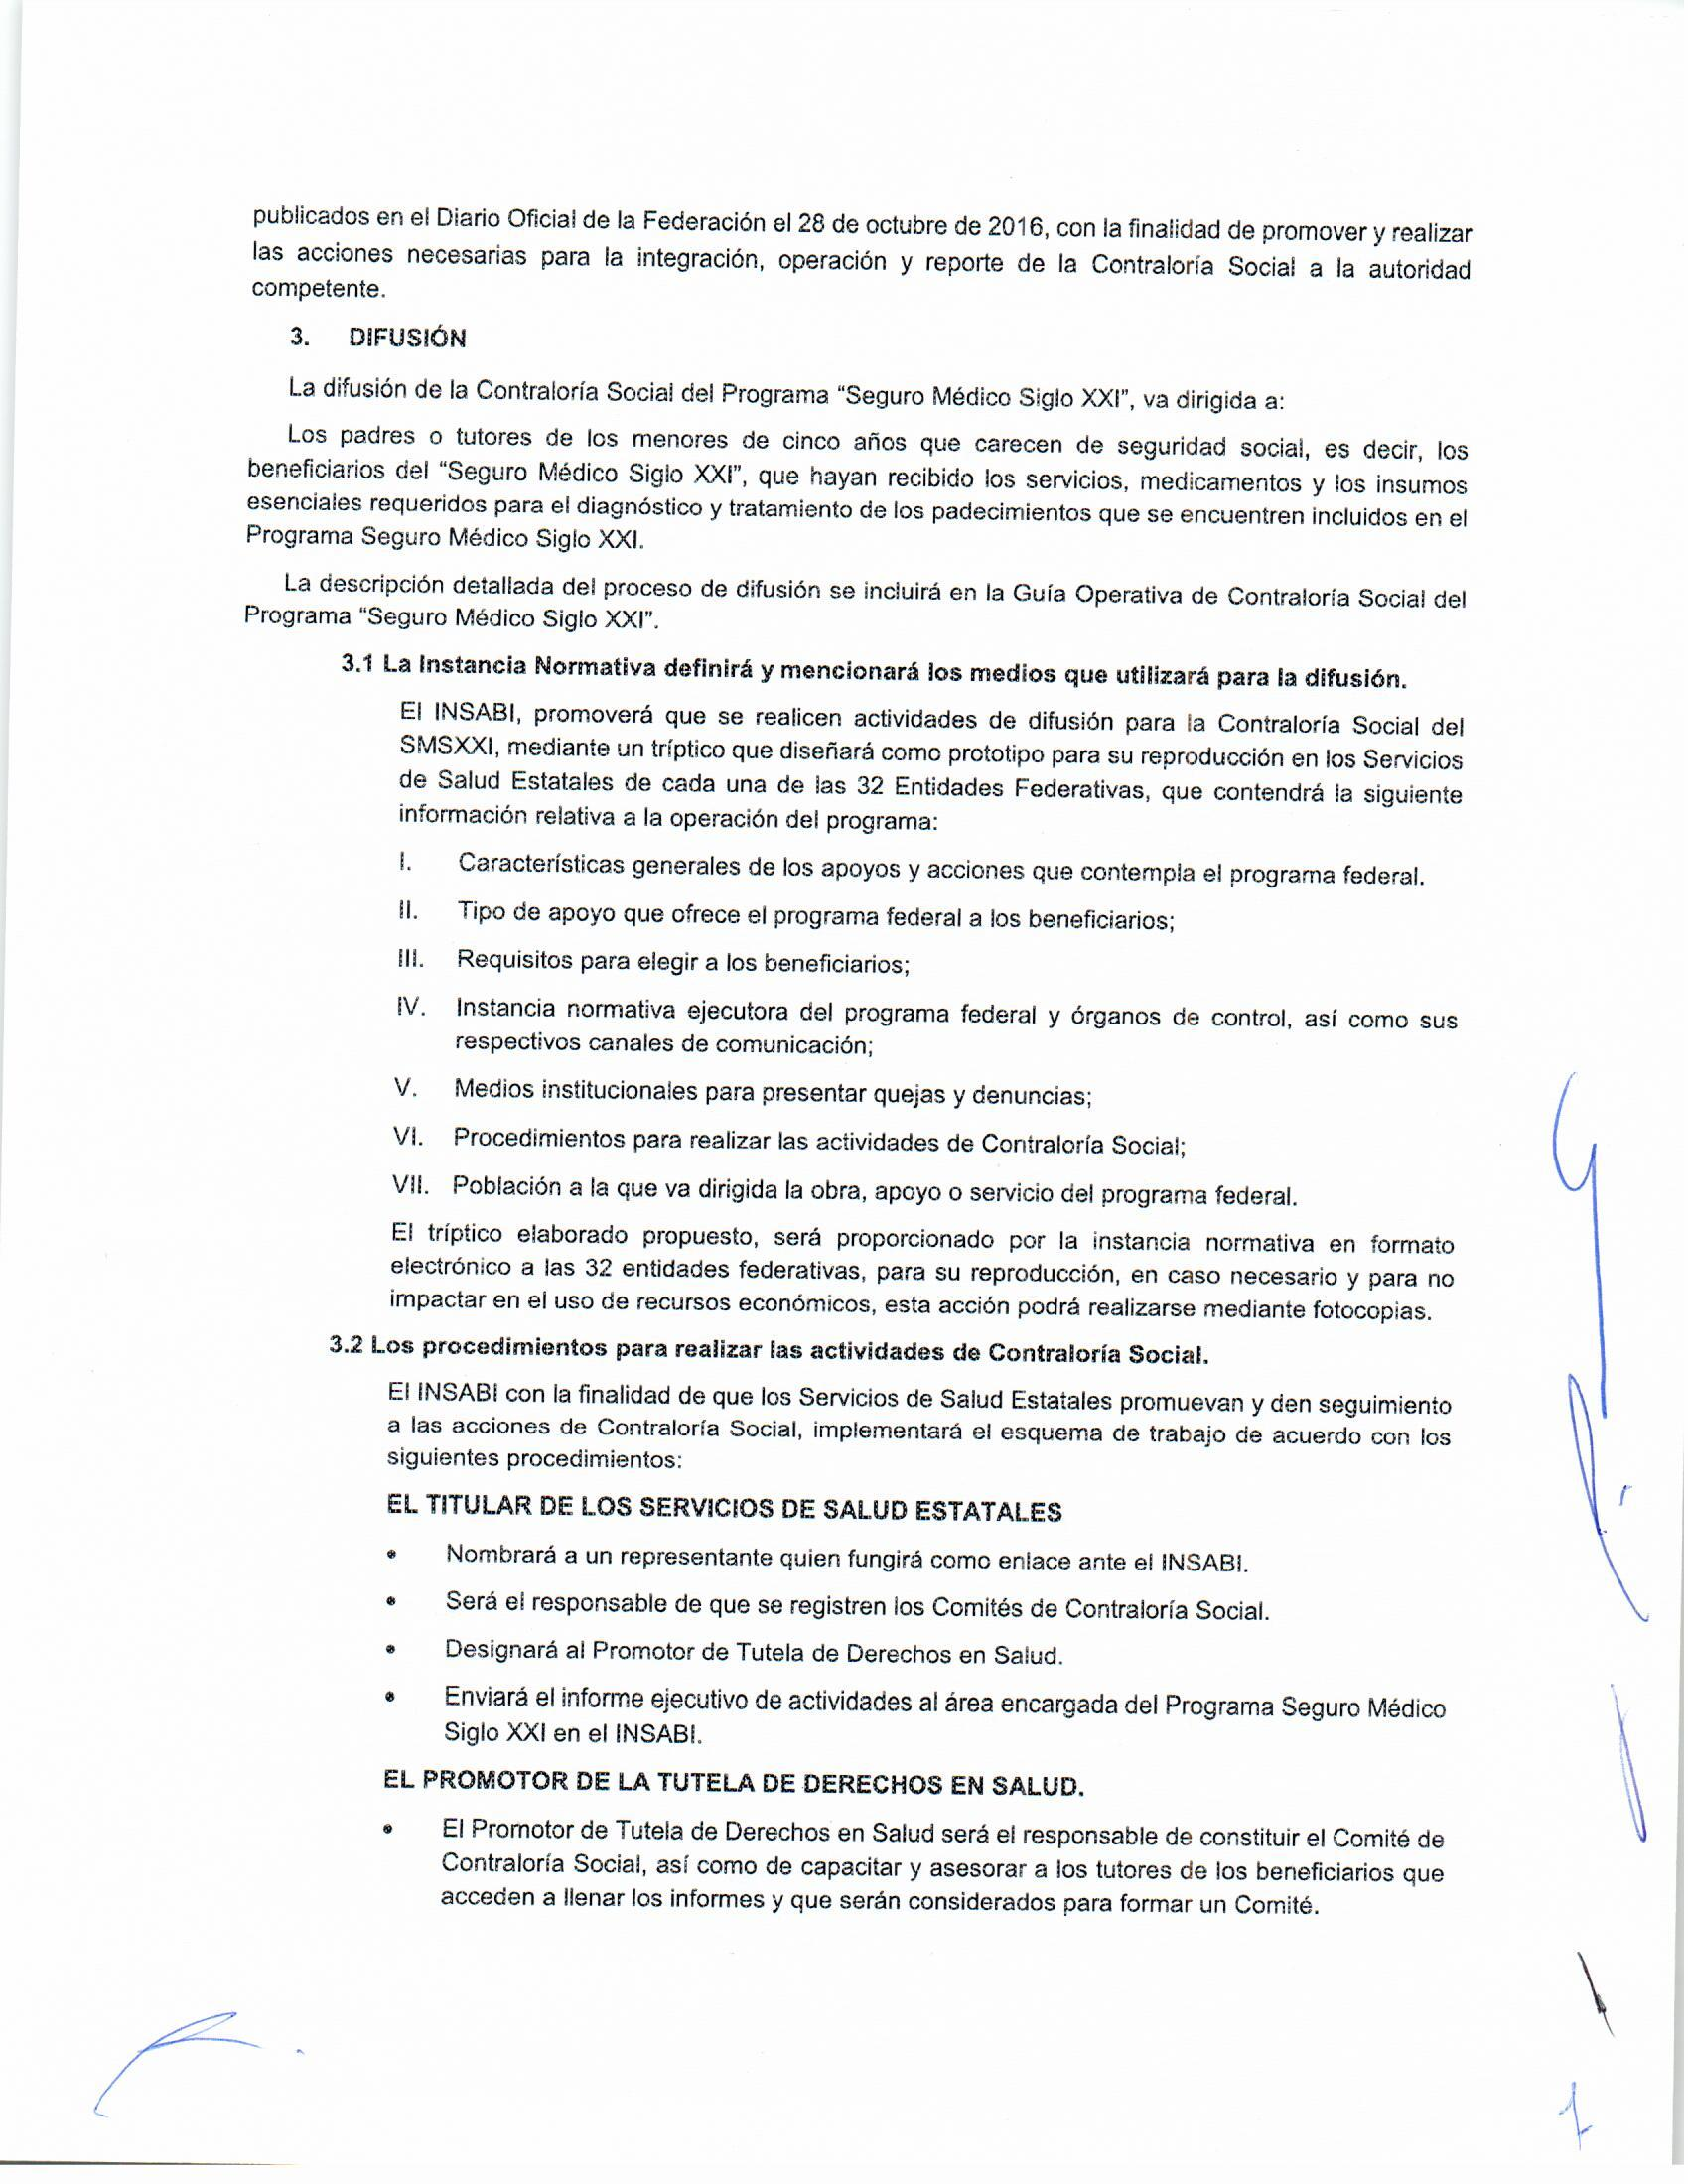 publicados en el Diario Oficial de la Federación el 28 de octubre de 2016, con la finalidad de promover y realizar
las acciones necesarias para la integración, operación y reporte de la Contraloría Social a la autoridad
competente.
3. DIFUSIÓN
La difusión de la Contraloría Social del Programa “Seguro Médico Siglo XXI”, va dirigida a:
Los padres o tutores de los menores de cinco años que carecen de seguridad social, es decir, los
beneficiarios del “Seguro Médico Siglo XXI”, que hayan recibido los servicios, medicamentos y los insumos
esenciales requeridos para el diagnóstico y tratamiento de los padecimientos que se encuentren incluidos en el
Programa Seguro Médico Siglo XXI.
La descripción detallada del proceso de difusión se incluirá en la Guía Operativa de Contraloría Social del
Programa “Seguro Médico Siglo XXI”.
3.1 La Instancia Normativa definirá y mencionará los medios que utilizará para la difusión.
El INSABI, promoverá que se realicen actividades de difusión para la Contraloría Social del
SMSXXI, mediante un tríptico que diseñará como prototipo para su reproducción en los Servicios
de Salud Estatales de cada una de las 32 Entidades Federativas, que contendrá la siguiente
información relativa a la operación del programa:
I. Características generales de los apoyos y acciones que contempla el programa federal.
II. Tipo de apoyo que ofrece el programa federal a los beneficiarios;
III. Requisitos para elegir a los beneficiarios;
IV. Instancia normativa ejecutora del programa federal y órganos de control, así como sus
respectivos canales de comunicación;
V. Medios institucionales para presentar quejas y denuncias;
VI. Procedimientos para realizar las actividades de Contraloría Social;
VII. Población a la que va dirigida la obra, apoyo o servicio del programa federal.
El tríptico elaborado propuesto, será proporcionado por la instancia normativa en formato
electrónico a las 32 entidades federativas, para su reproducción, en caso necesario y para no
impactar en el uso de recursos económicos, esta acción podrá realizarse mediante fotocopias.
3.2 Los procedimientos para realizar las actividades de Contraloría Social.
El INSABI con la finalidad de que los Servicios de Salud Estatales promuevan y den seguimiento
a las acciones de Contraloría Social, implementará el esquema de trabajo de acuerdo con los
siguientes procedimientos:
EL TITULAR DE LOS SERVICIOS DE SALUD ESTATALES
• Nombrará a un representante quien fungirá como enlace ante el INSABI.
• Será el responsable de que se registren los Comités de Contraloría Social.
• Designará al Promotor de Tutela de Derechos en Salud.
• Enviará el informe ejecutivo de actividades al área encargada del Programa Seguro Médico
Siglo XXI en el INSABI.
EL PROMOTOR DE LA TUTELA DE DERECHOS EN SALUD.
• El Promotor de Tutela de Derechos en Salud será el responsable de constituir el Comité de
Contraloría Social, así como de capacitar y asesorar a los tutores de los beneficiarios que
acceden a llenar los informes y que serán considerados para formar un Comité.